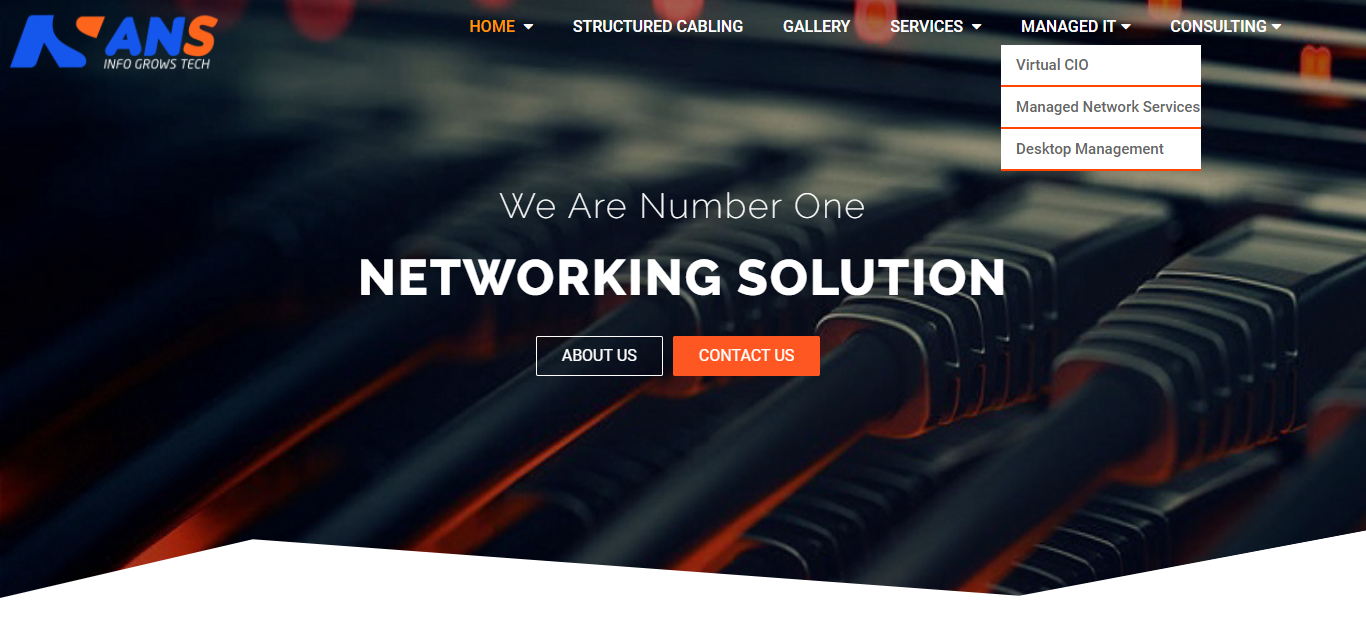 ANS
INFO GROWS TECH
HOME
STRUCTURED CABLING
GALLERY
SERVICES
MANAGED IT
CONSULTING
Virtual CIO
Managed Network Services
Desktop Management
We Are Number One
NETWORKING SOLUTION
ABOUT US
CONTACT US